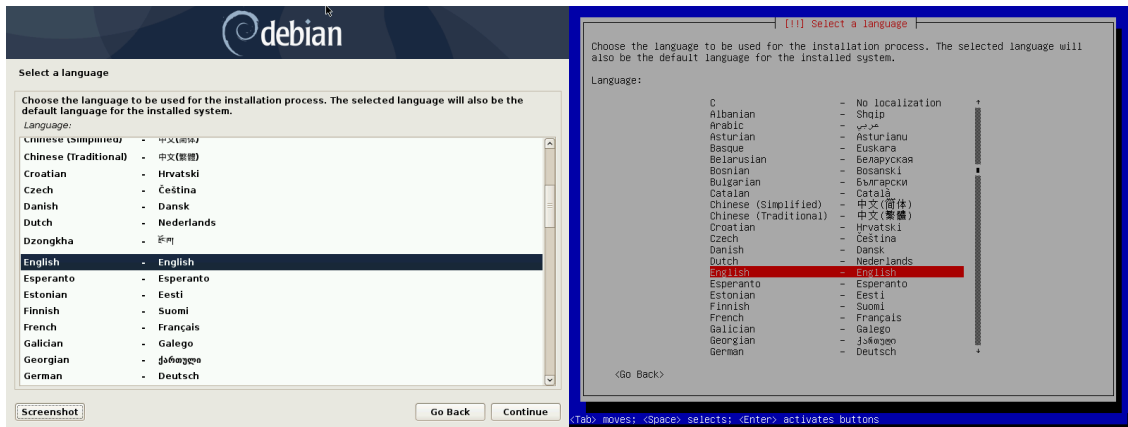 debian
Select a language
Choose the language to be used for the installation process. The selected language will also be the
default language for the installed system.
Language:
Chinese (Simplified) - 中文(简体)
Chinese (Traditional) - 中文(繁體)
Croatian - Hrvatski
Czech - Čeština
Danish - Dansk
Dutch - Nederlands
Dzongkha - རྫོང་ཁ
English - English
Esperanto - Esperanto
Estonian - Eesti
Finnish - Suomi
French - Français
Galician - Galego
Georgian - ქართული
German - Deutsch
Screenshot
Go Back
Continue
[!!] Select a language
Choose the language to be used for the installation process. The selected language will
also be the default language for the installed system.
Language:
C - No localization
Albanian - Shqip
Arabic - عربي
Asturian - Asturianu
Basque - Euskara
Belarusian - Беларуская
Bosnian - Bosanski
Bulgarian - Български
Catalan - Català
Chinese (Simplified) - 中文(简体)
Chinese (Traditional) - 中文(繁體)
Croatian - Hrvatski
Czech - Čeština
Danish - Dansk
Dutch - Nederlands
English - English
Esperanto - Esperanto
Estonian - Eesti
Finnish - Suomi
French - Français
Galician - Galego
Georgian - ქართული
German - Deutsch
<Go Back>
<Tab> moves; <Space> selects; <Enter> activates buttons